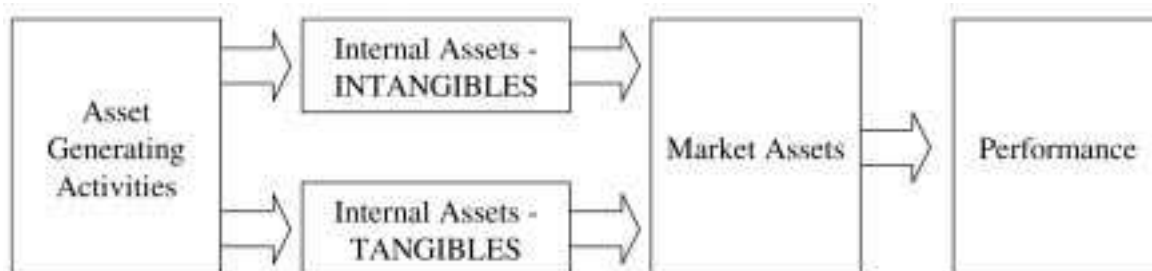 Asset
Generating
Activities
Internal Assets -
INTANGIBLES
Internal Assets -
TANGIBLES
Market Assets
Performance